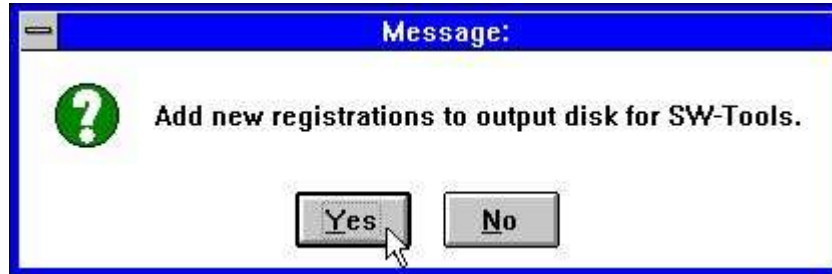 Message:
Add new registrations to output disk for SW-Tools.
Yes No